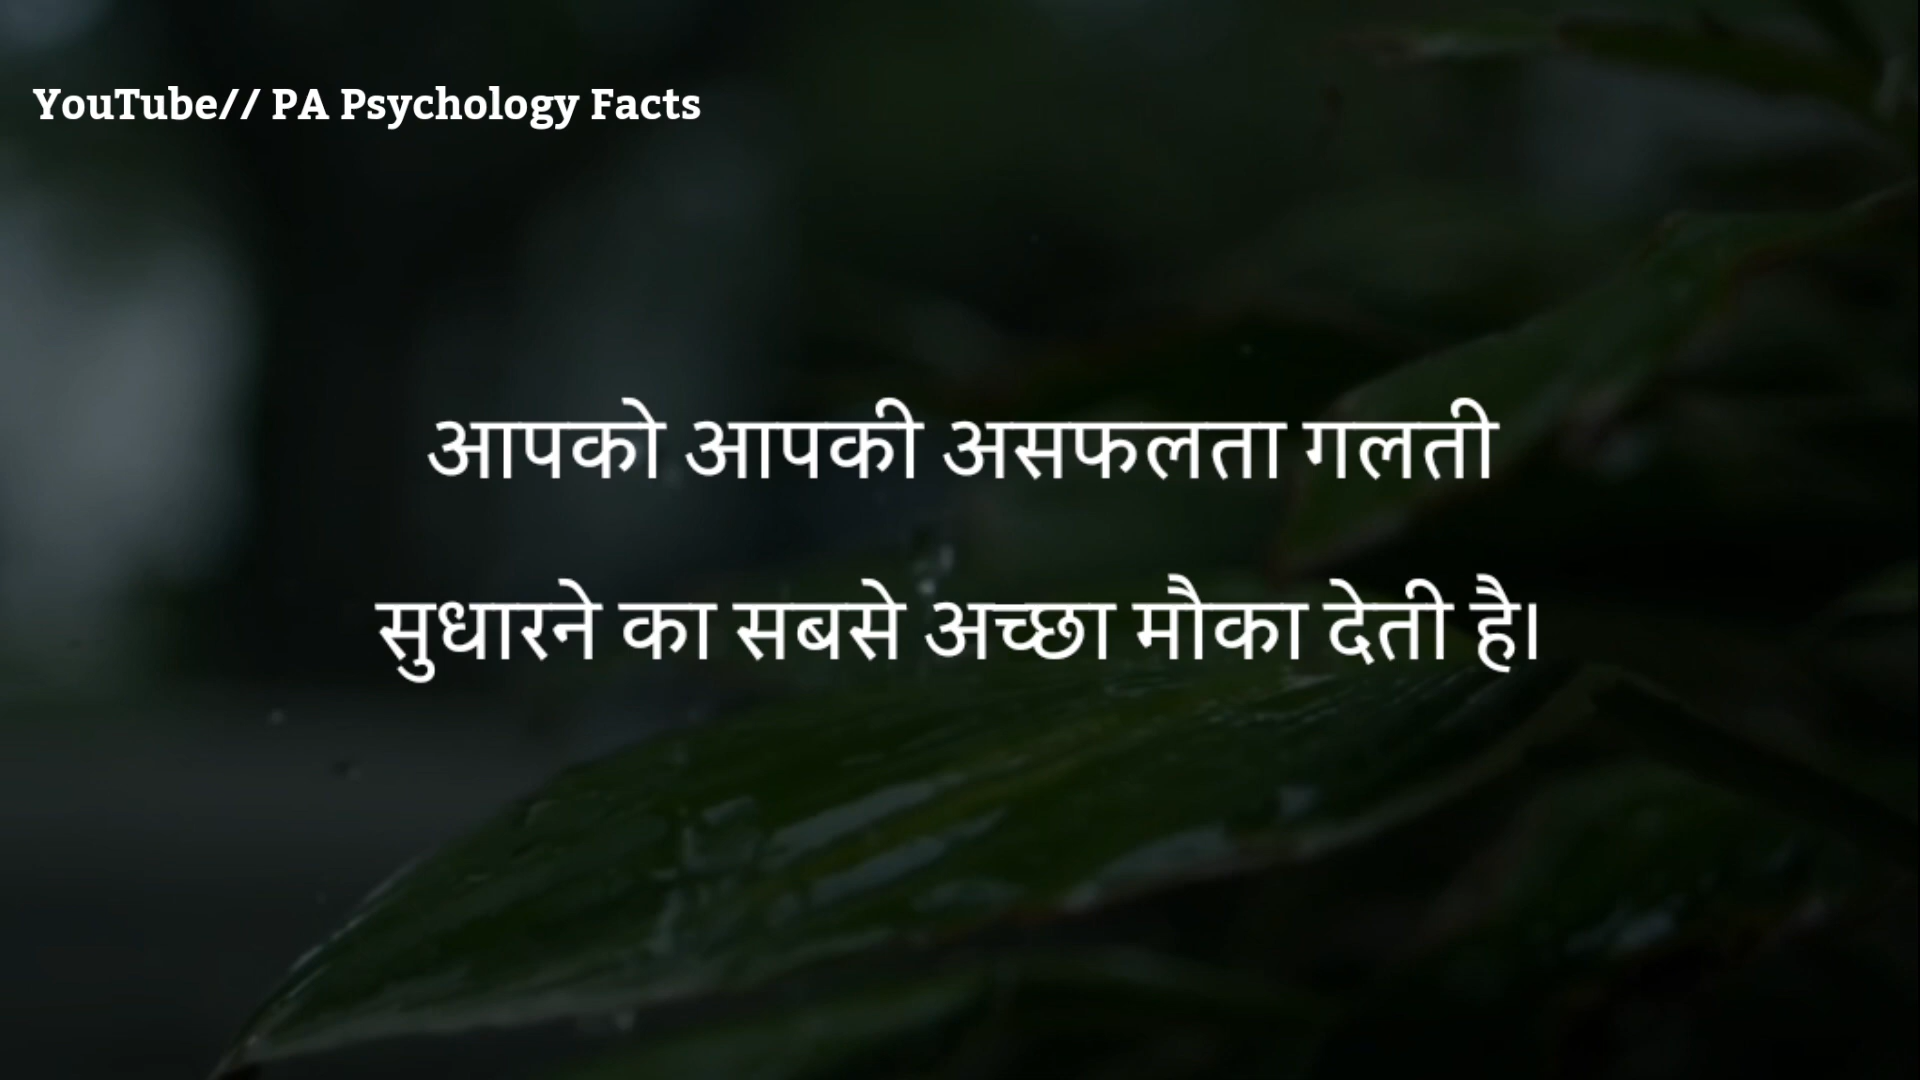 YouTube// PA Psychology Facts
आपको आपकी असफलता गलती
सुधारने का सबसे अच्छा मौका देती है।